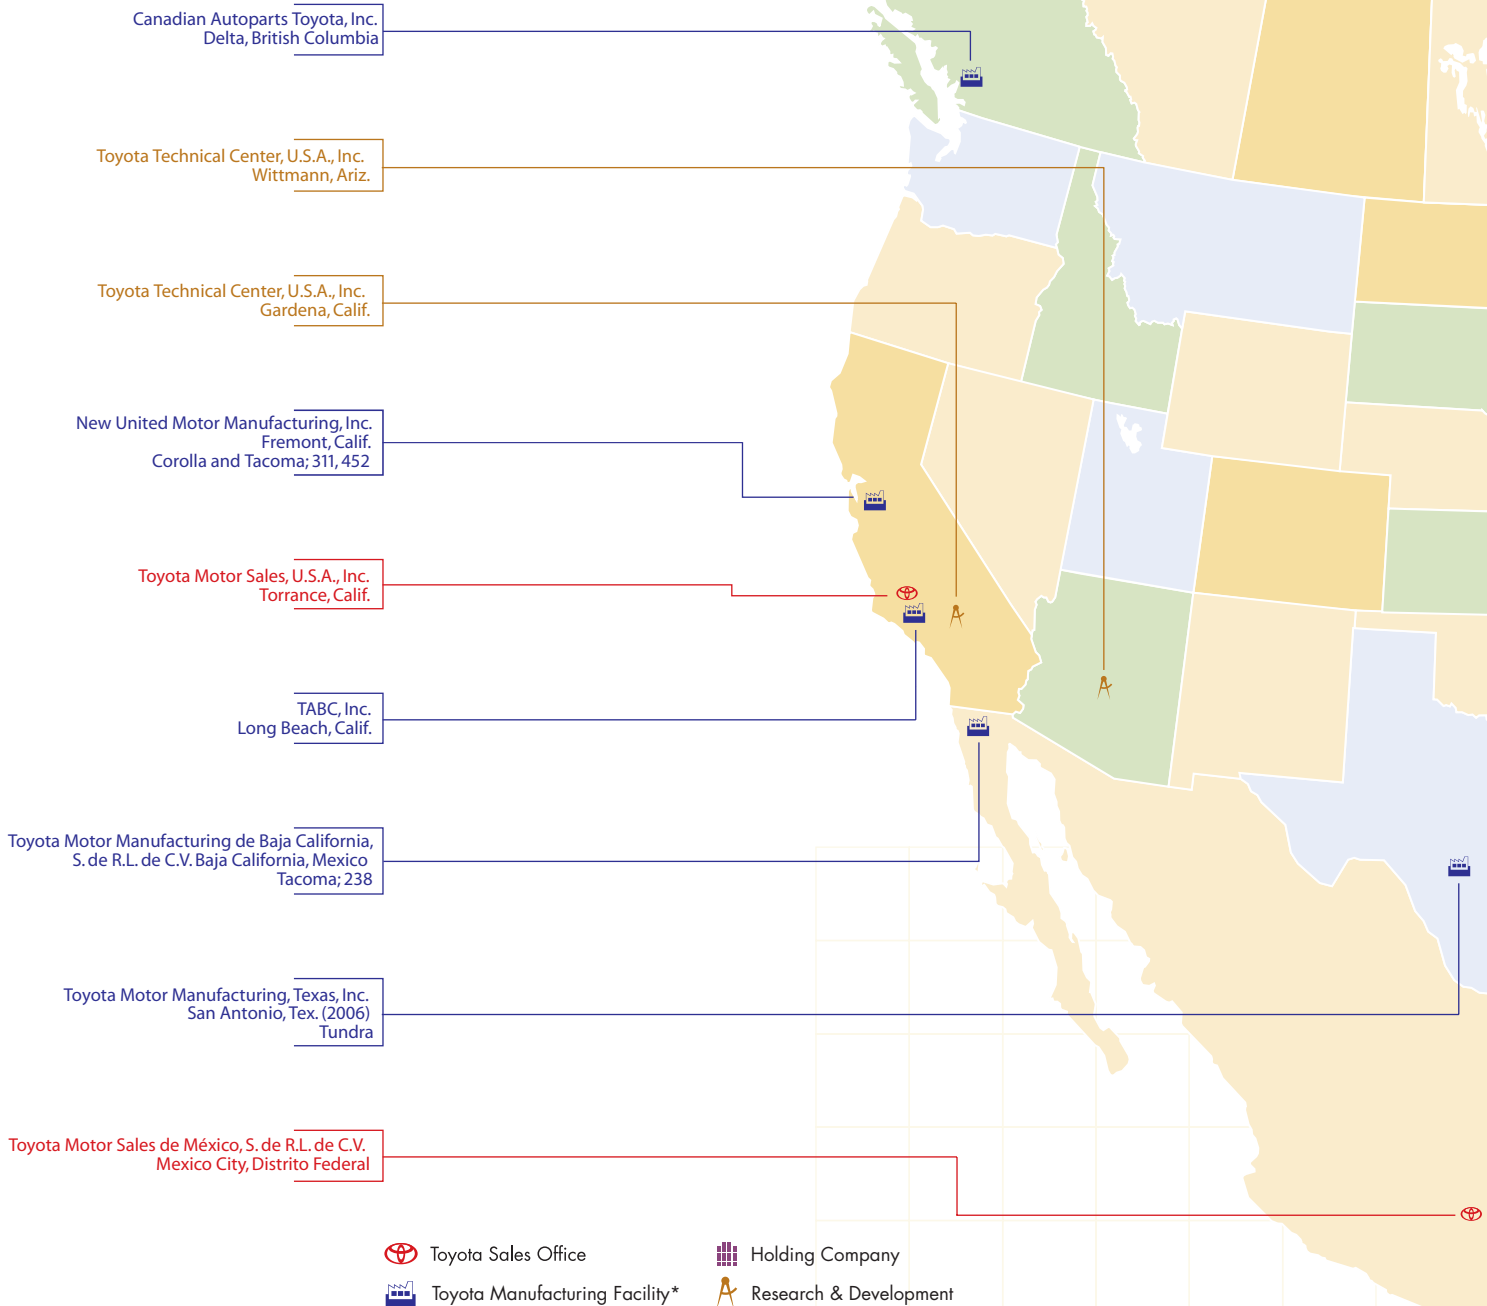 Canadian Autoparts Toyota, Inc.
Delta, British Columbia
Toyota Technical Center, U.S.A., Inc.
Wittmann, Ariz.
Toyota Technical Center, U.S.A., Inc.
Gardena, Calif.
New United Motor Manufacturing, Inc.
Fremont, Calif.
Corolla and Tacoma; 311, 452
Toyota Motor Sales, U.S.A., Inc.
Torrance, Calif.
TABC, Inc.
Long Beach, Calif.
Toyota Motor Manufacturing de Baja California,
S. de R.L. de C.V. Baja California, Mexico
Tacoma; 238
Toyota Motor Manufacturing, Texas, Inc.
San Antonio, Tex. (2006)
Tundra
Toyota Motor Sales de México, S. de R.L. de C.V.
Mexico City, Distrito Federal
Toyota Sales Office
Holding Company
Toyota Manufacturing Facility*
Research & Development